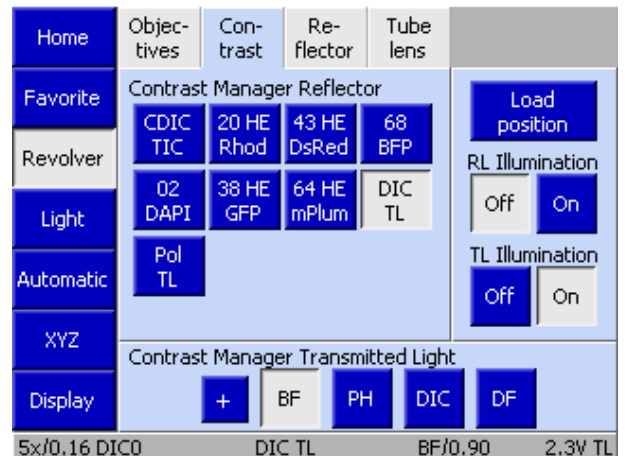 Home
Favorite
Revolver
Light
Automatic
XYZ
Display
Objec-
tives
Con-
trast
Re-
flector
Tube
lens
Contrast Manager Reflector
CDIC
TIC
20 HE
Rhod
43 HE
DsRed
68
BFP
02
DAPI
38 HE
GFP
64 HE
mPlum
DIC
TL
Pol
TL
Load
position
RL Illumination
Off
On
TL Illumination
Off
On
Contrast Manager Transmitted Light
+
BF
PH
DIC
DF
5x/0.16 DIC0 DIC TL BF/0.90 2.3V TL